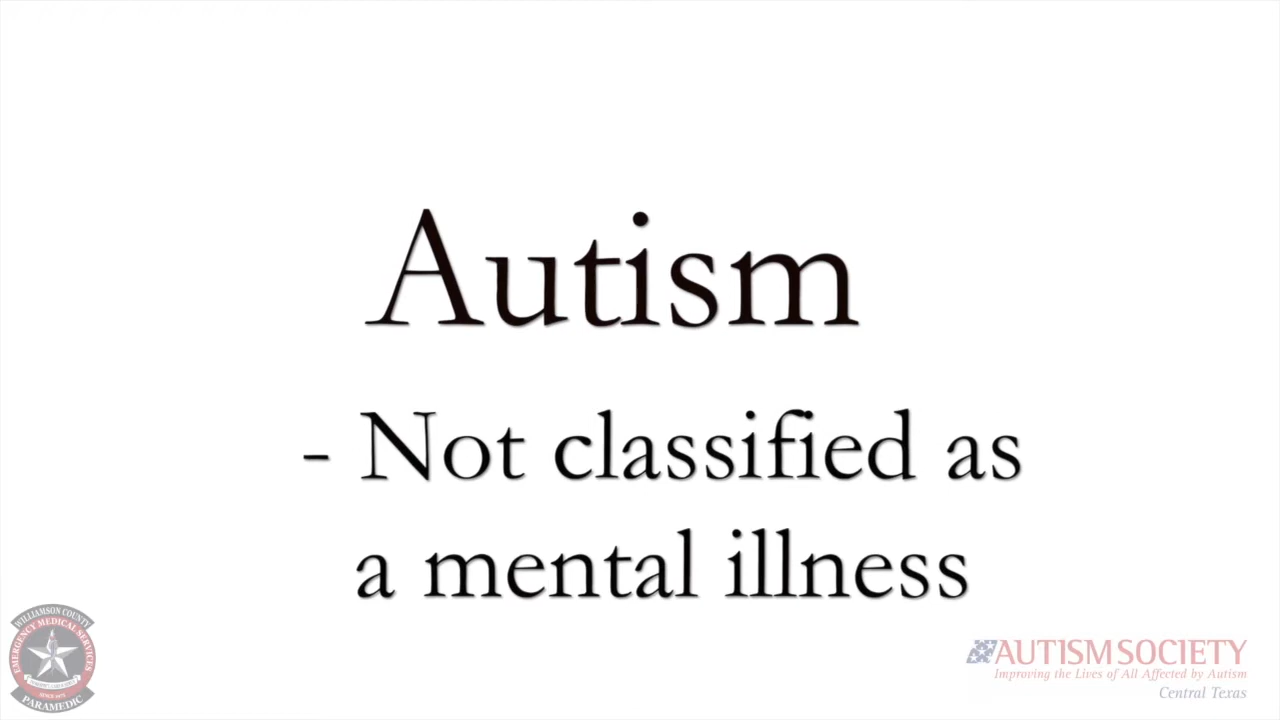 Autism
- Not classified as
a mental illness
WILLIAMSON COUNTY
EMERGENCY MEDICAL SERVICES
PARAMEDIC
AUTISM SOCIETY
Improving the Lives of All Affected by Autism
Central Texas